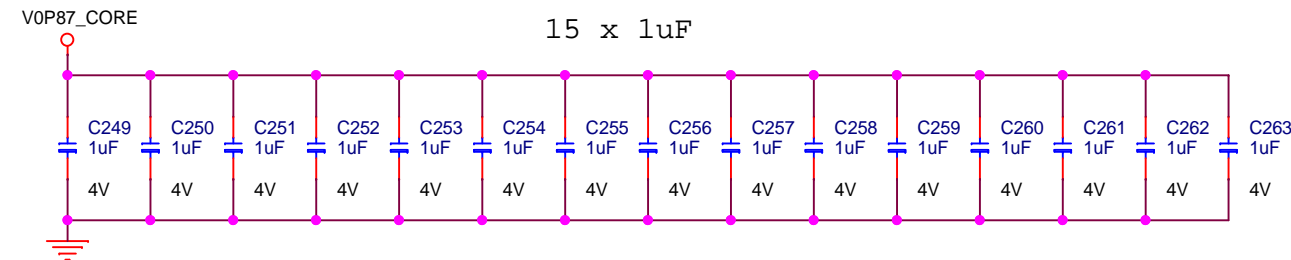 V0P87_CORE
15 x 1uF
C249 C250 C251 C252 C253 C254 C255 C256 C257 C258 C259 C260 C261 C262 C263
1uF 1uF 1uF 1uF 1uF 1uF 1uF 1uF 1uF 1uF 1uF 1uF 1uF 1uF 1uF
4V 4V 4V 4V 4V 4V 4V 4V 4V 4V 4V 4V 4V 4V 4V